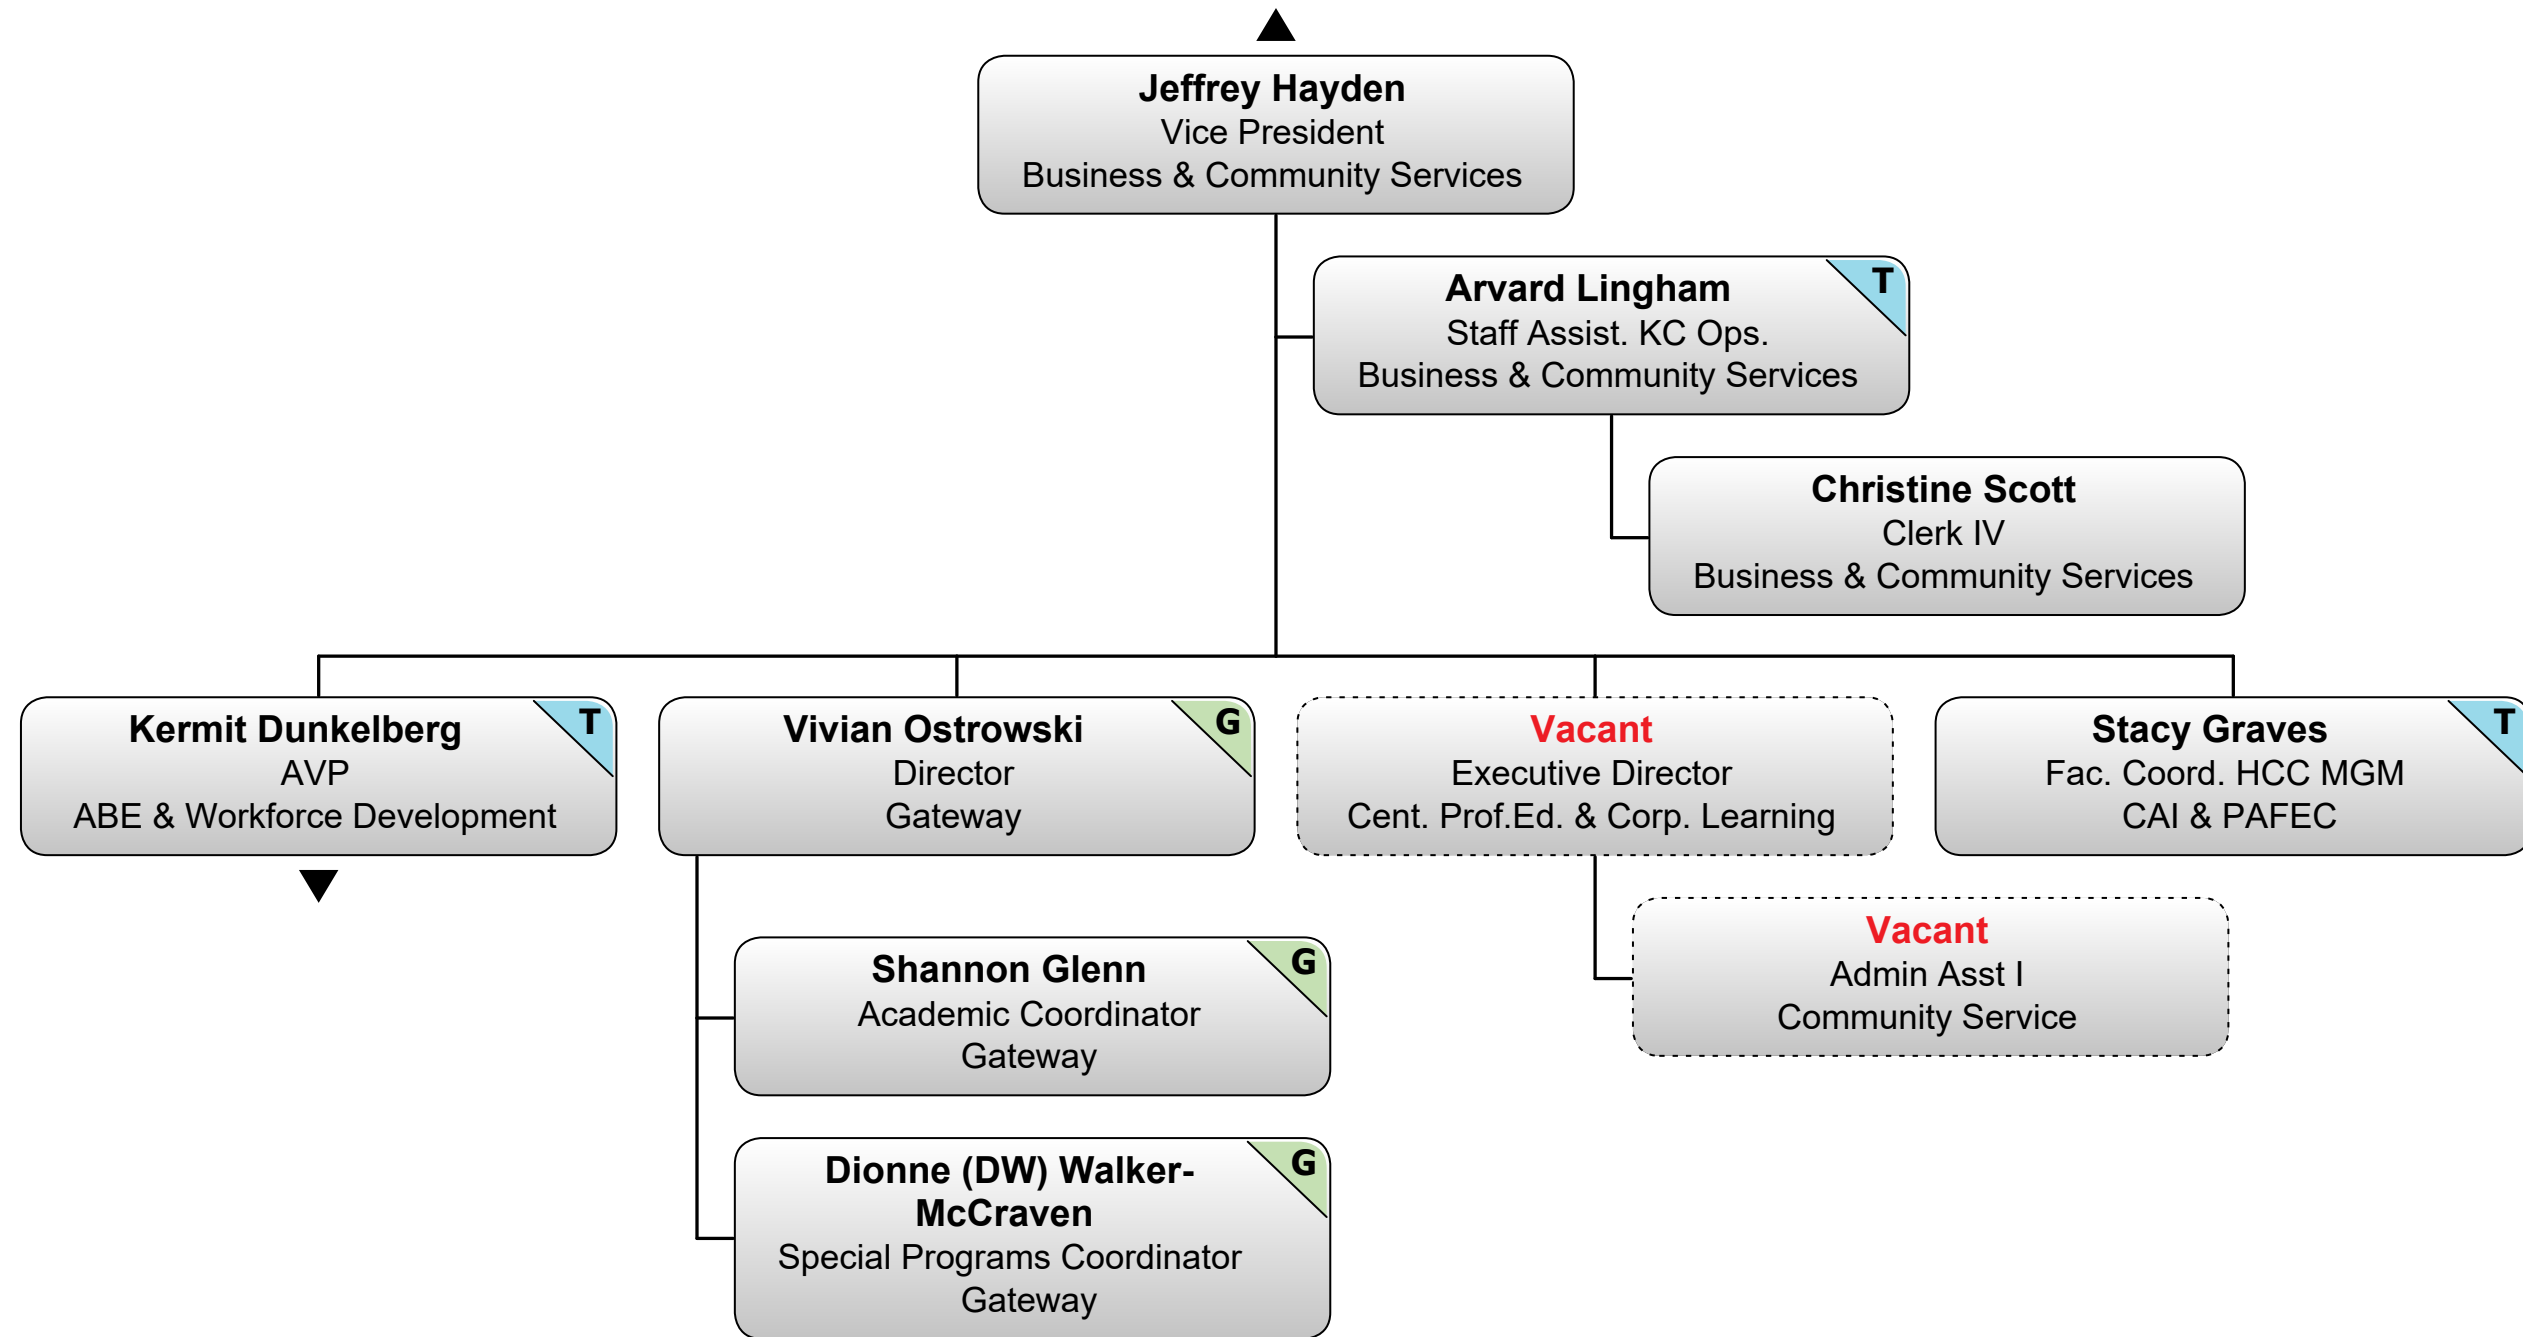 Jeffrey Hayden
Vice President
Business & Community Services
Arvard Lingham
T
Staff Assist. KC Ops.
Business & Community Services
Christine Scott
Clerk IV
Business & Community Services
Kermit Dunkelberg
T
AVP
ABE & Workforce Development
Vivian Ostrowski
G
Director
Gateway
Vacant
Executive Director
Cent. Prof.Ed. & Corp. Learning
Stacy Graves
T
Fac. Coord. HCC MGM
CAI & PAFEC
Shannon Glenn
G
Academic Coordinator
Gateway
Vacant
Admin Asst I
Community Service
Dionne (DW) Walker-
McCraven
G
Special Programs Coordinator
Gateway